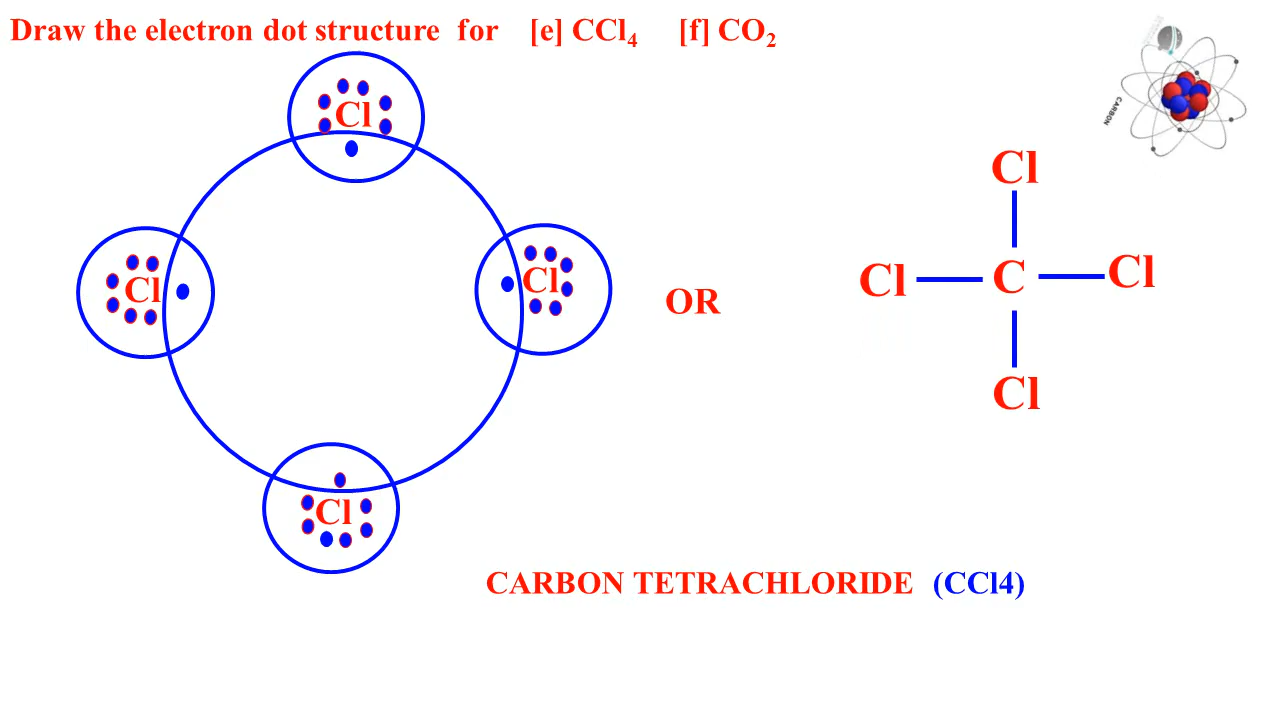 Draw the electron dot structure for [e] CCl₄ [f] CO₂
CARBON
Cl
Cl
Cl
Cl
OR
Cl
Cl
C
Cl
Cl
CARBON TETRACHLORIDE (CCl4)